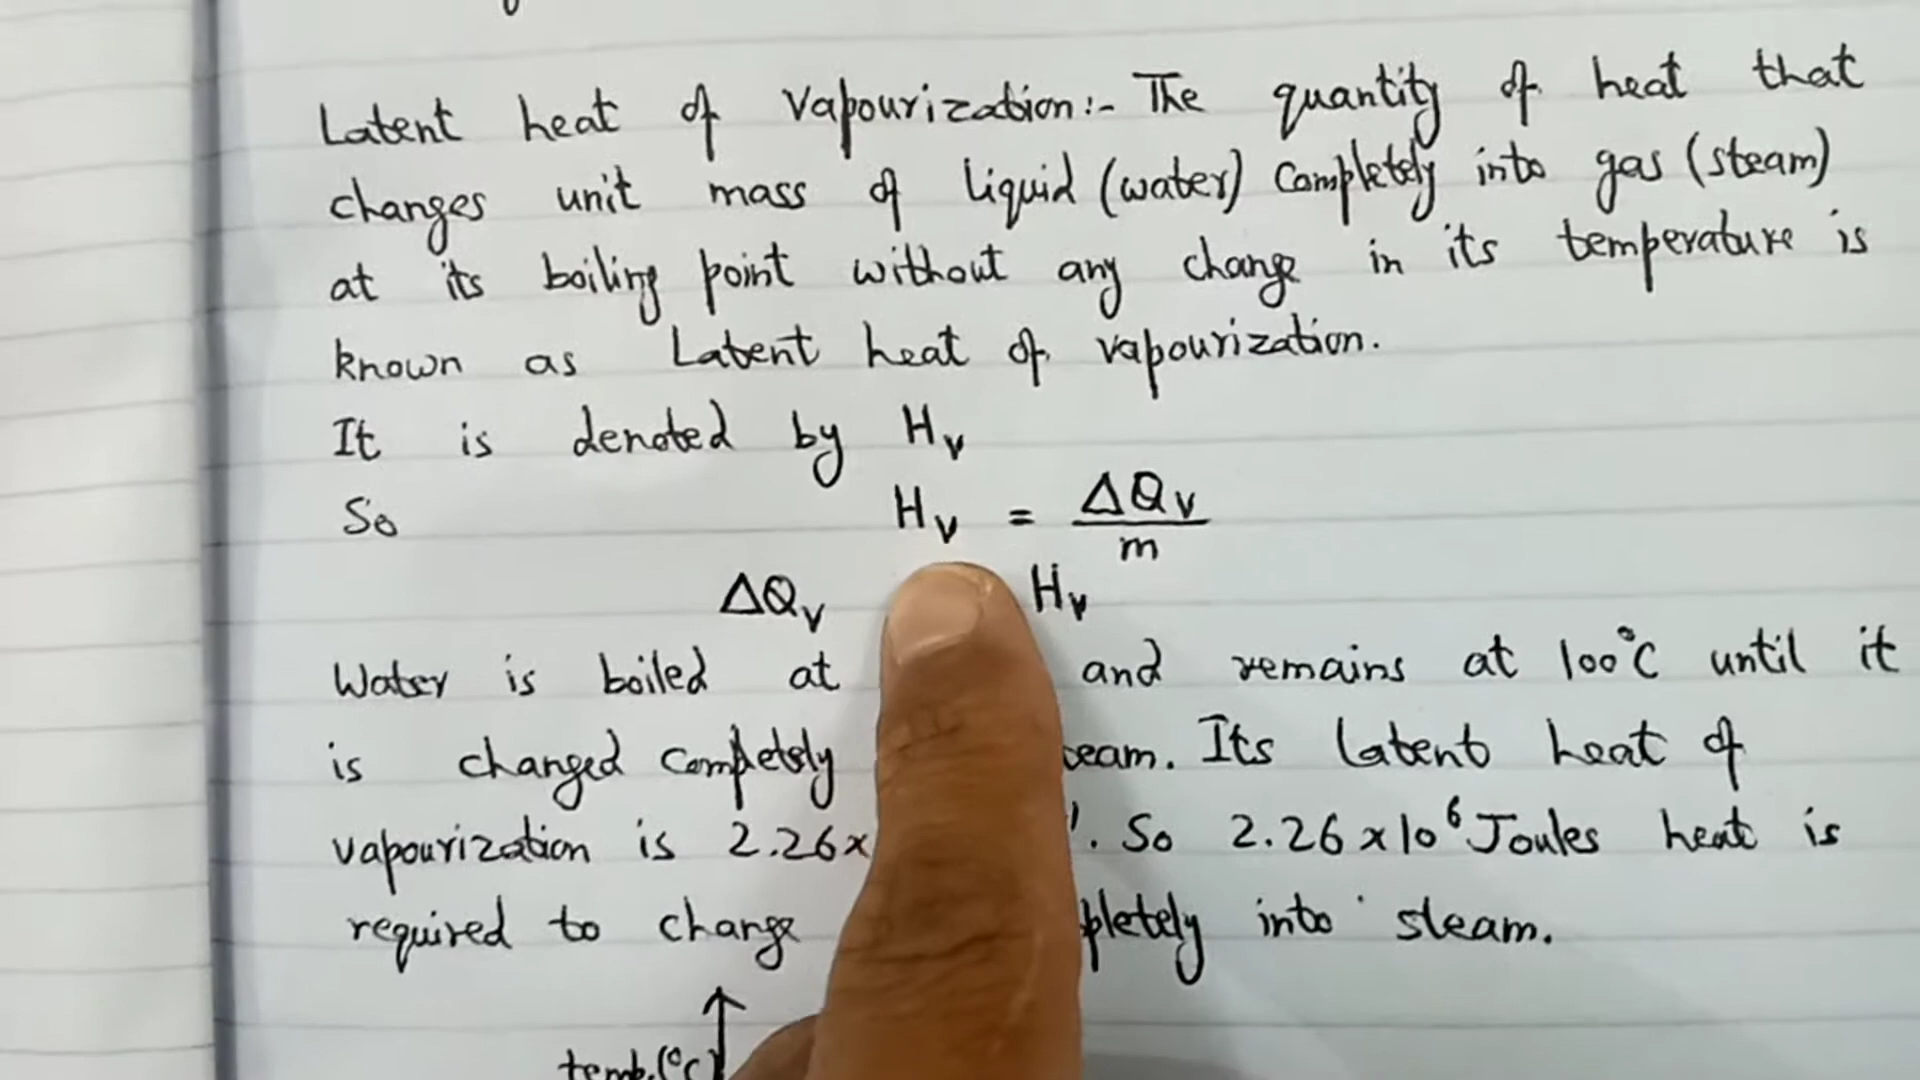 Latent heat of Vapourization:- The quantity of heat that
changes unit mass of liquid (water) completely into gas (steam)
at its boiling point without any change in its temperature is
known as Latent heat of vapourization.
It is denoted by Hv
So Hv = ΔQv / m
ΔQv Hv
Water is boiled at and remains at 100°C until it
is changed completely . Its latent heat of
vapourization is 2.26x . So 2.26 x 10⁶ Joules heat is
required to change into steam.
temp.(°C)